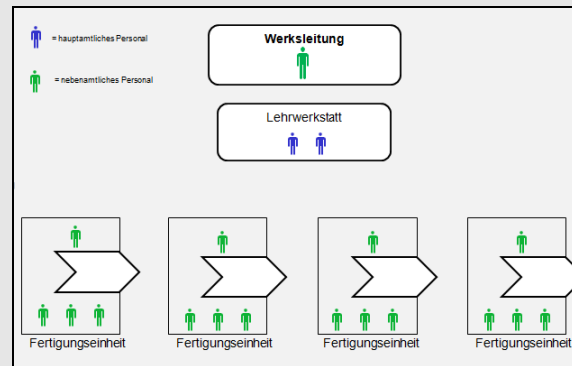 = hauptamtliches Personal
= nebenamtliches Personal
Werksleitung
Lehrwerkstatt
Fertigungseinheit
Fertigungseinheit
Fertigungseinheit
Fertigungseinheit